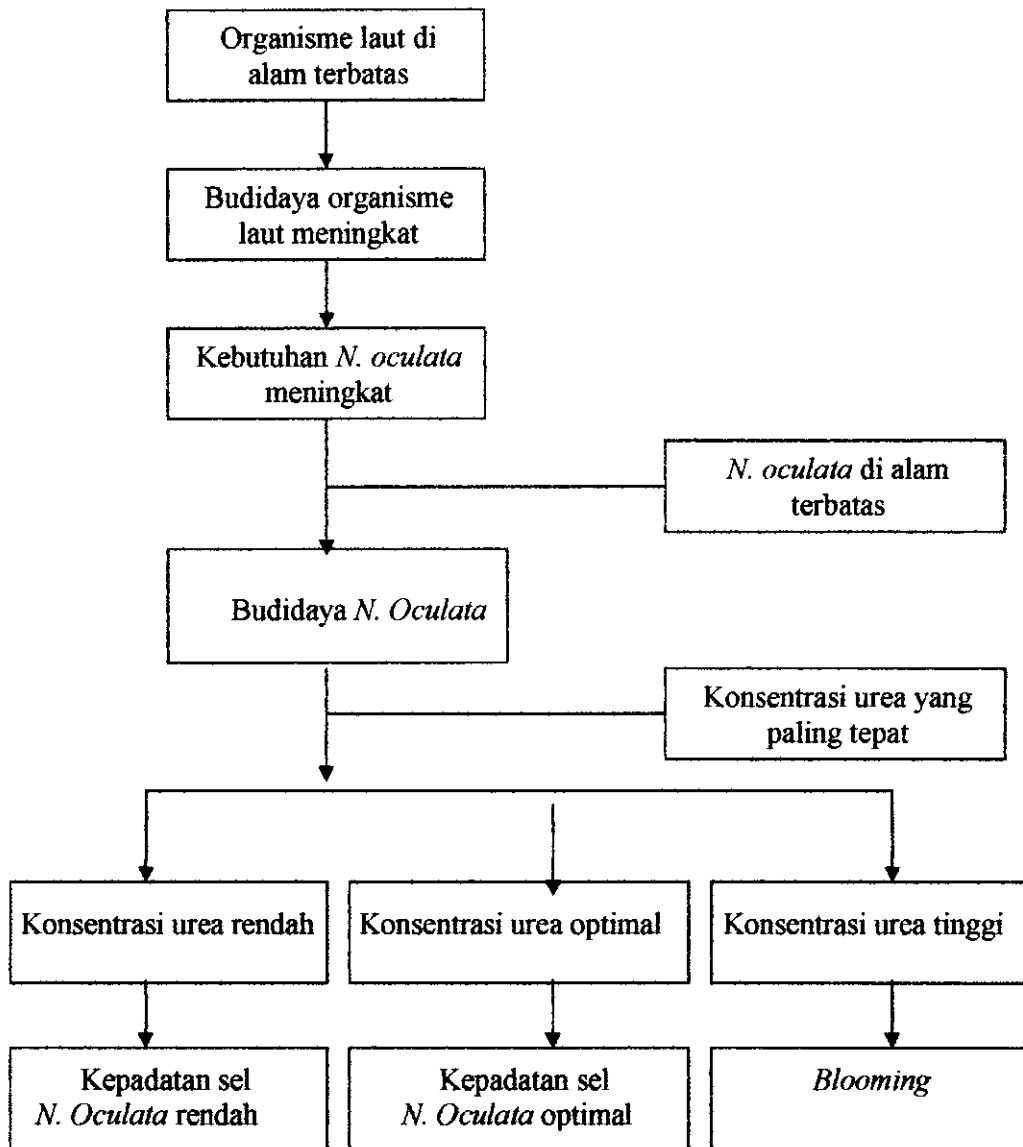 Organisme laut di
alam terbatas
Budidaya organisme
laut meningkat
Kebutuhan N. oculata
meningkat
N. oculata di alam
terbatas
Budidaya N. Oculata
Konsentrasi urea yang
paling tepat
Konsentrasi urea rendah
Konsentrasi urea optimal
Konsentrasi urea tinggi
Kepadatan sel
N. Oculata rendah
Kepadatan sel
N. Oculata optimal
Blooming